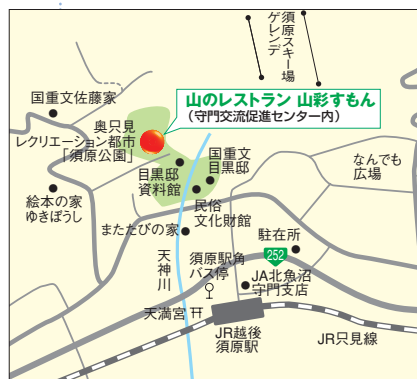 須原スキー場
ゲレンデ
山のレストラン 山彩すもん
（守門交流促進センター内）
国重文佐藤家
奥只見
レクリエーション都市
「須原公園」
国重文
目黒邸
目黒邸
資料館
なんでも
広場
絵本の家
ゆきぼうし
民俗
文化財館
またたびの家
駐在所
天神川
須原駅角
バス停
252
JA北魚沼
守門支店
天満宮
JR越後
須原駅
JR只見線